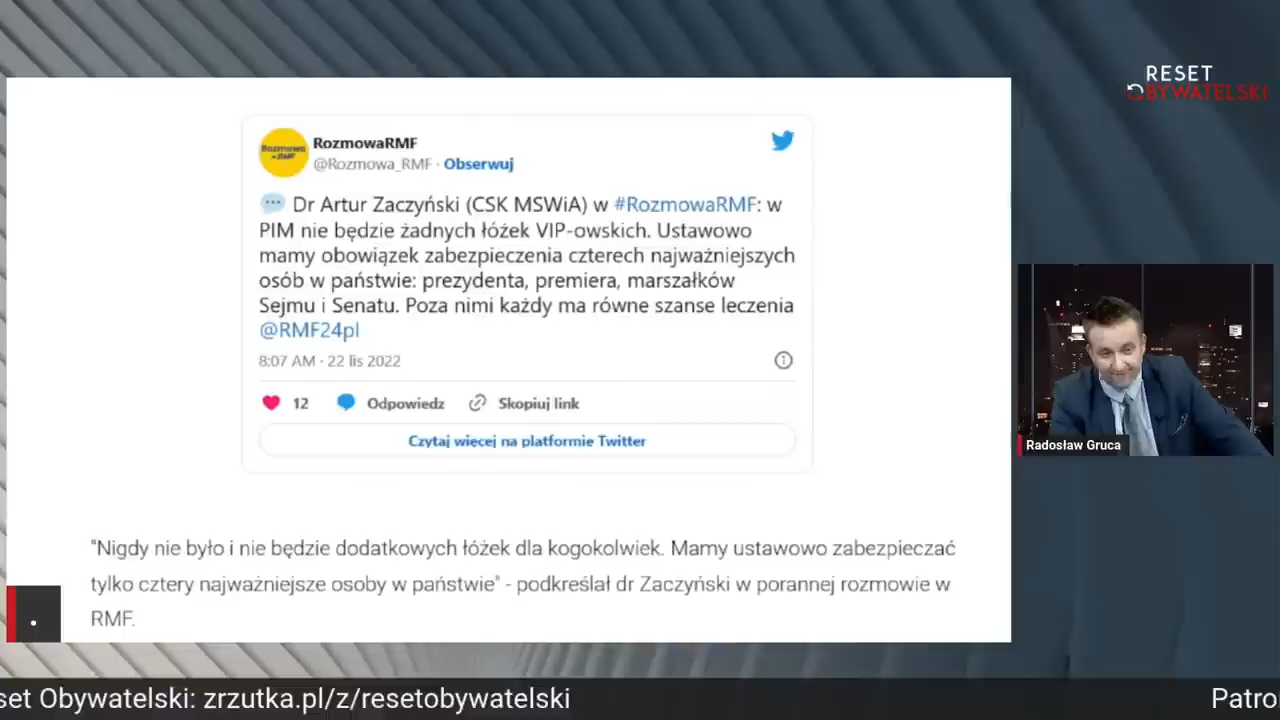 RESET
OBYWATELSKI
RozmowaRMF
@Rozmowa_RMF · Obserwuj
Dr Artur Zaczyński (CSK MSWiA) w #RozmowaRMF: w
PIM nie będzie żadnych łóżek VIP-owskich. Ustawowo
mamy obowiązek zabezpieczenia czterech najważniejszych
osób w państwie: prezydenta, premiera, marszałków
Sejmu i Senatu. Poza nimi każdy ma równe szanse leczenia
@RMF24pl
8:07 AM · 22 lis 2022
12 Odpowiedz Skopiuj link
Czytaj więcej na platformie Twitter
"Nigdy nie było i nie będzie dodatkowych łóżek dla kogokolwiek. Mamy ustawowo zabezpieczać
tylko cztery najważniejsze osoby w państwie" - podkreślał dr Zaczyński w porannej rozmowie w
RMF.
Radosław Gruca
.
set Obywatelski: zrzutka.pl/z/resetobywatelski Patro